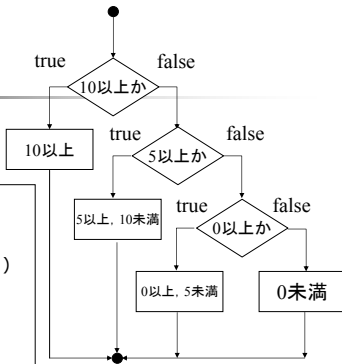 true
false
10以上か
true
false
10以上
5以上か
true
false
5以上, 10未満
0以上か
)
0以上, 5未満
0未満